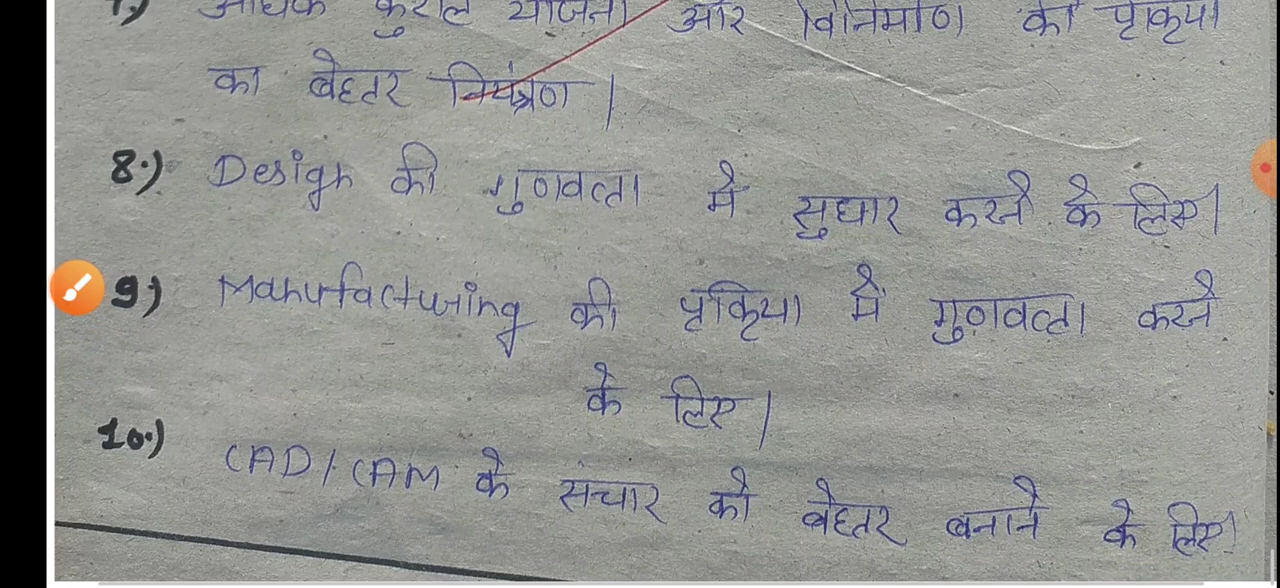 7.) अधिक कुशल योजना और विनिर्माण की प्रक्रिया
का बेहतर नियंत्रण।
8.) Design की गुणवत्ता में सुधार करने के लिए।
9) Manufacturing की प्रक्रिया में गुणवत्ता करने
के लिए।
10.) CAD/CAM के संचार को बेहतर बनाने के लिए।